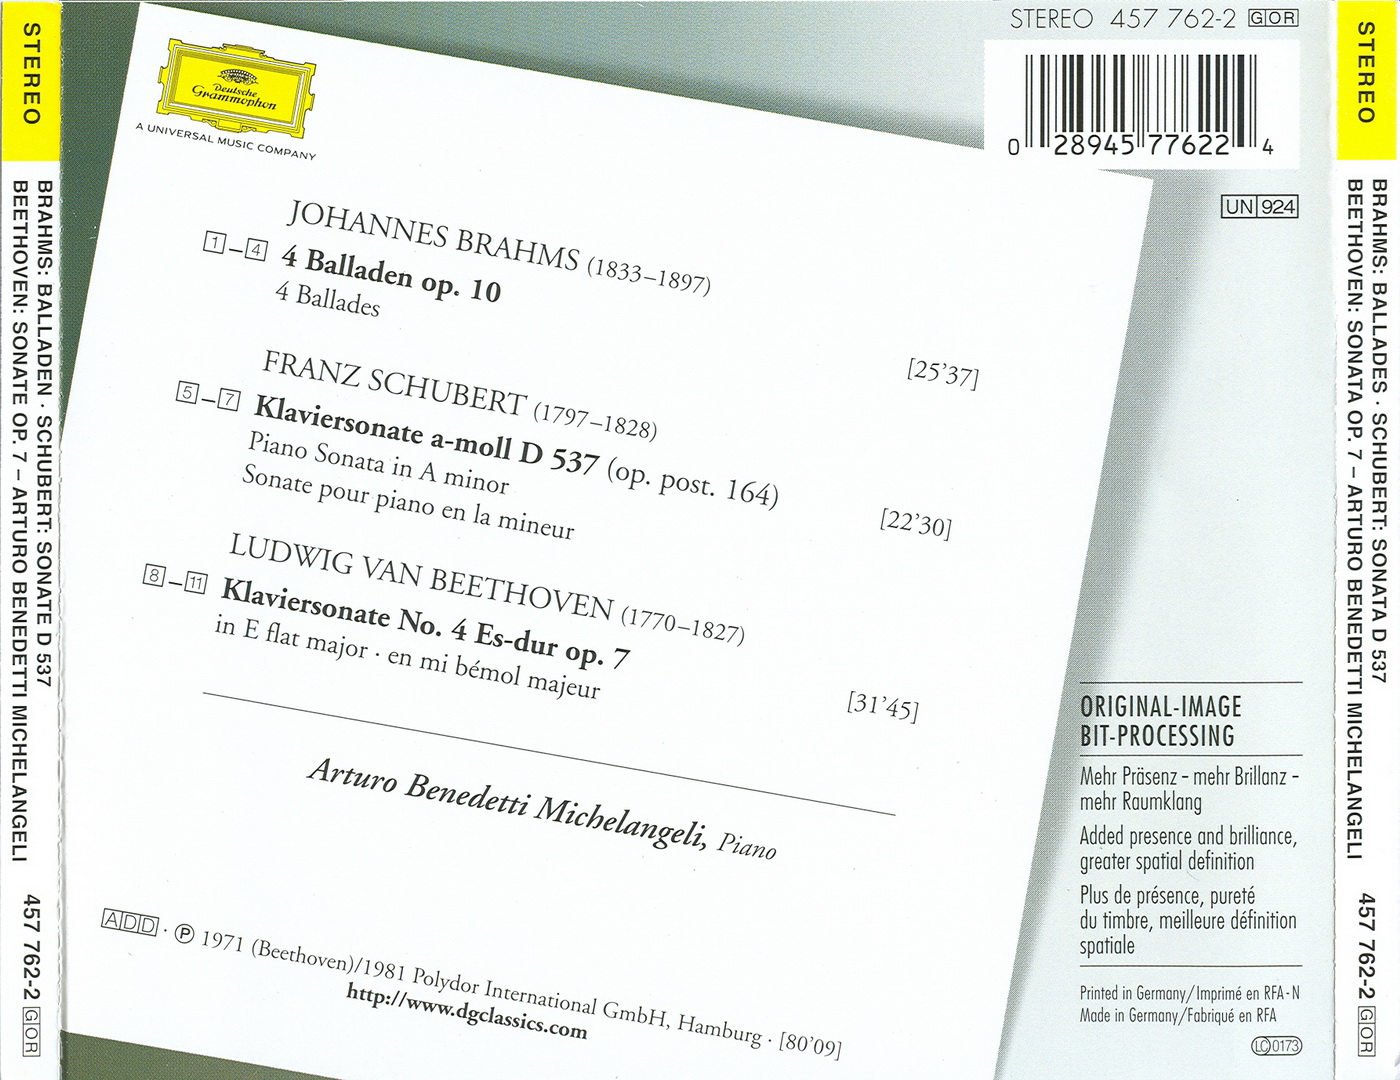 STEREO
BRAHMS: BALLADEN · SCHUBERT: SONATE D 537
BEETHOVEN: SONATE OP. 7 – ARTURO BENEDETTI MICHELANGELI
457 762-2 GOR
Deutsche
Grammophon
A UNIVERSAL MUSIC COMPANY
STEREO 457 762-2 GOR
0 28945 77622 4
UN 924
JOHANNES BRAHMS (1833–1897)
1–4 4 Balladen op. 10
4 Ballades
[25’37]
FRANZ SCHUBERT (1797–1828)
5–7 Klaviersonate a-moll D 537 (op. post. 164)
Piano Sonata in A minor
Sonate pour piano en la mineur
[22’30]
LUDWIG VAN BEETHOVEN (1770–1827)
8–11 Klaviersonate No. 4 Es-dur op. 7
in E flat major · en mi bémol majeur
[31’45]
Arturo Benedetti Michelangeli, Piano
ADD · ℗ 1971 (Beethoven)/1981 Polydor International GmbH, Hamburg · [80’09]
http://www.dgclassics.com
ORIGINAL-IMAGE
BIT-PROCESSING
Mehr Präsenz – mehr Brillanz –
mehr Raumklang
Added presence and brilliance,
greater spatial definition
Plus de présence, pureté
du timbre, meilleure définition
spatiale
Printed in Germany/Imprimé en RFA-N
Made in Germany/Fabriqué en RFA
LC 0173
STEREO
BRAHMS: BALLADES · SCHUBERT: SONATA D 537
BEETHOVEN: SONATA OP. 7 – ARTURO BENEDETTI MICHELANGELI
457 762-2 GOR